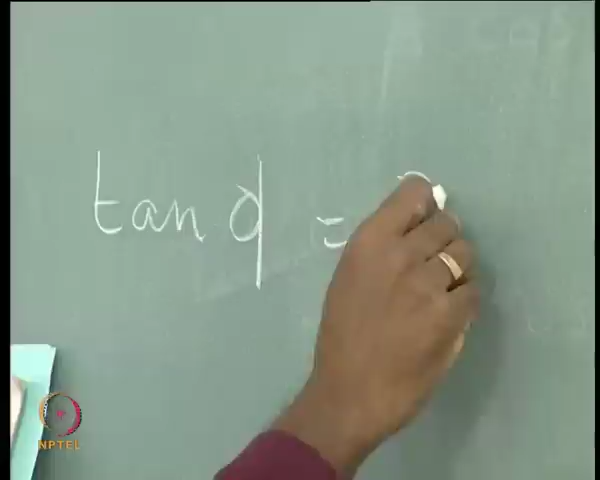 tan φ =
NPTEL